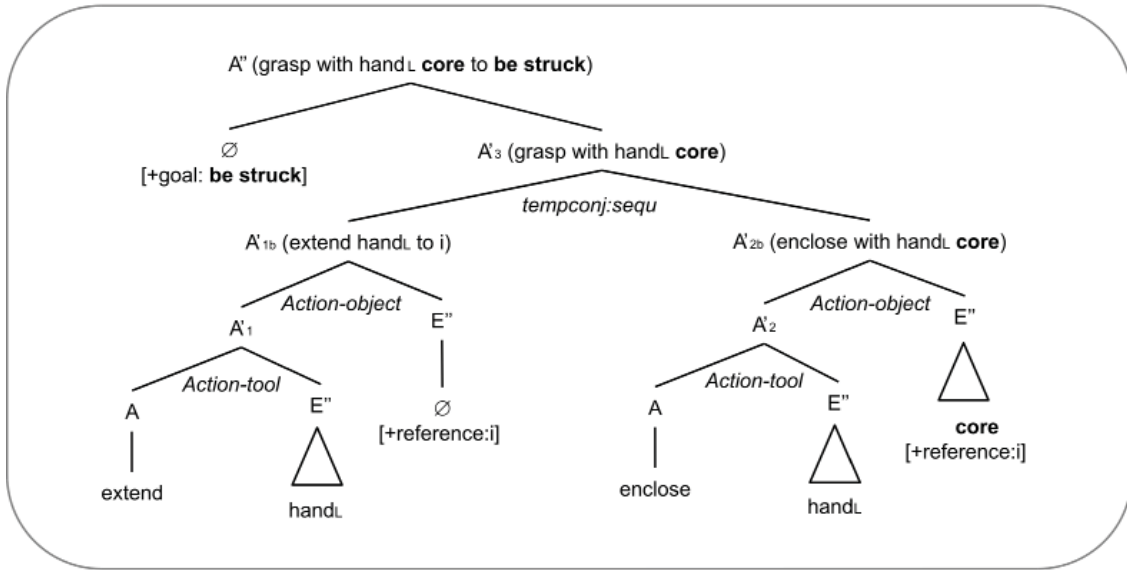 A” (grasp with handL core to be struck)
∅
[+goal: be struck]
A’3 (grasp with handL core)
tempconj:sequ
A’1b (extend handL to i)
A’2b (enclose with handL core)
Action-object
A’1
E”
Action-tool
A
E”
∅
[+reference:i]
extend
handL
Action-object
A’2
E”
Action-tool
A
E”
core
[+reference:i]
enclose
handL